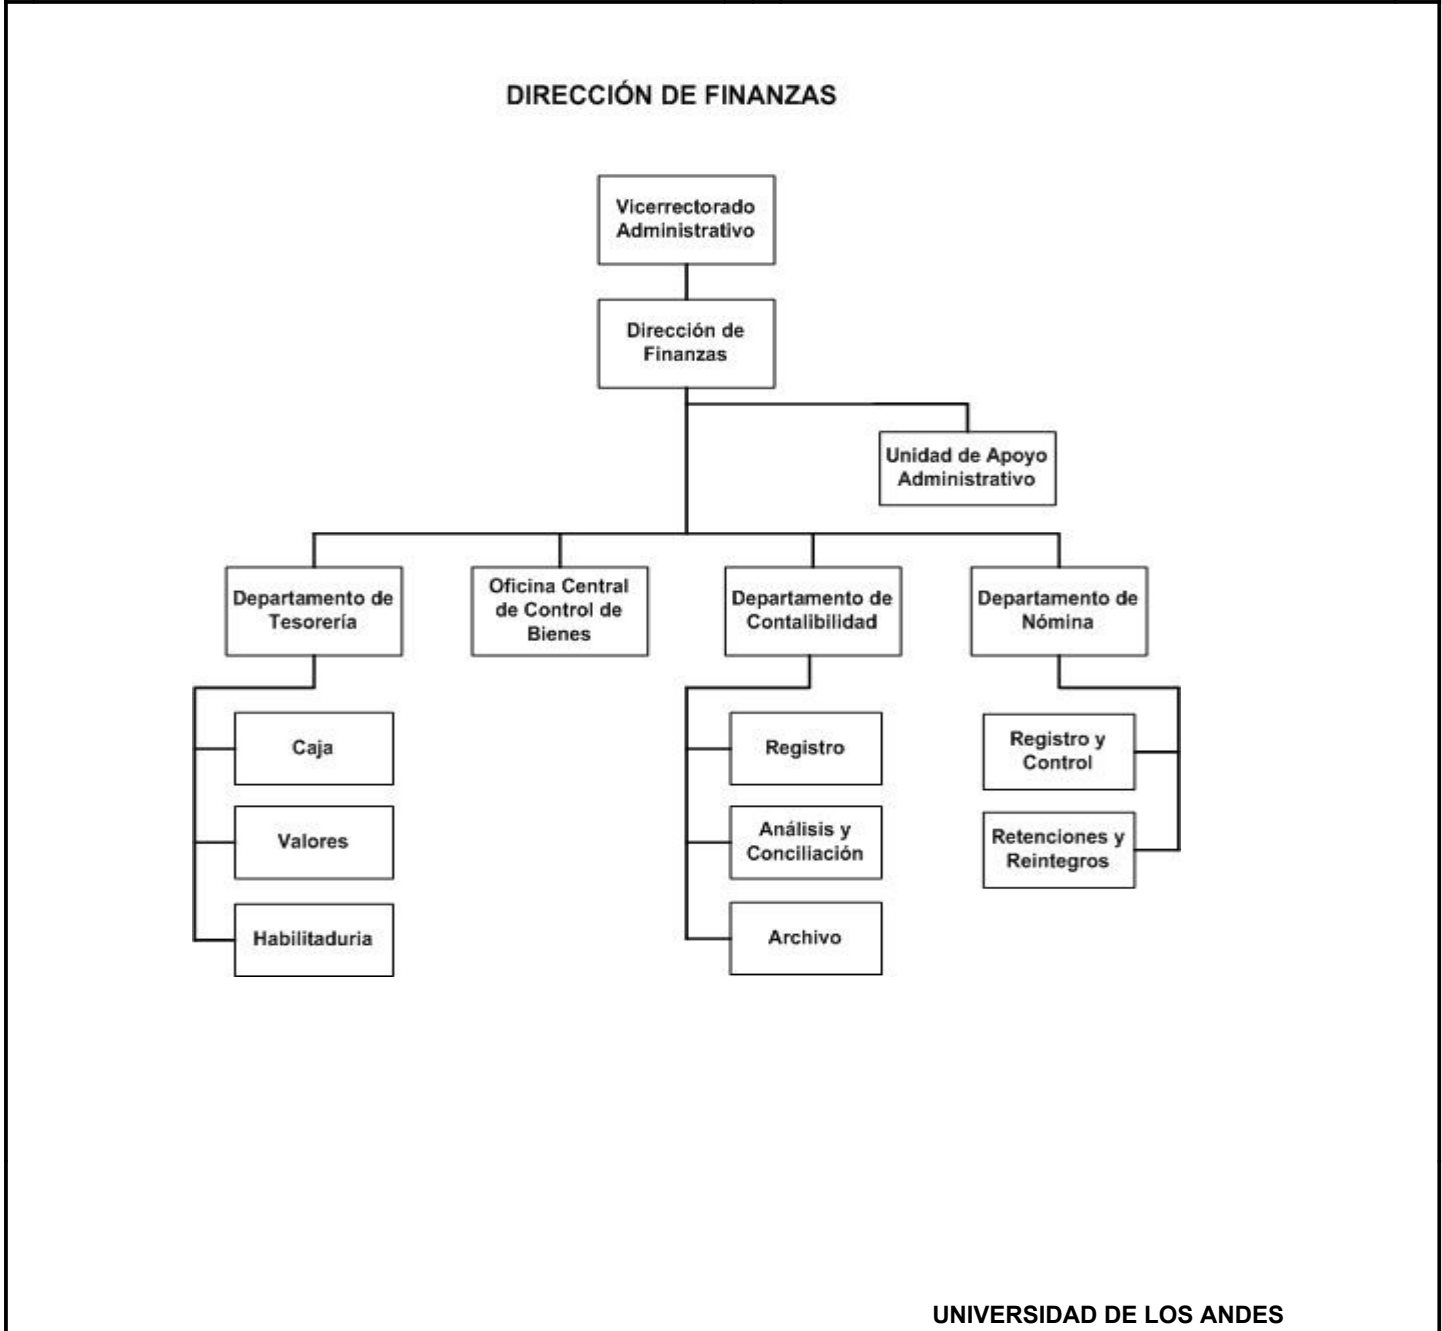 DIRECCIÓN DE FINANZAS
Vicerrectorado
Administrativo
Dirección de
Finanzas
Unidad de Apoyo
Administrativo
Departamento de
Tesorería
Oficina Central
de Control de
Bienes
Departamento de
Contalibilidad
Departamento de
Nómina
Caja
Valores
Habilitaduria
Registro
Análisis y
Conciliación
Archivo
Registro y
Control
Retenciones y
Reintegros
UNIVERSIDAD DE LOS ANDES